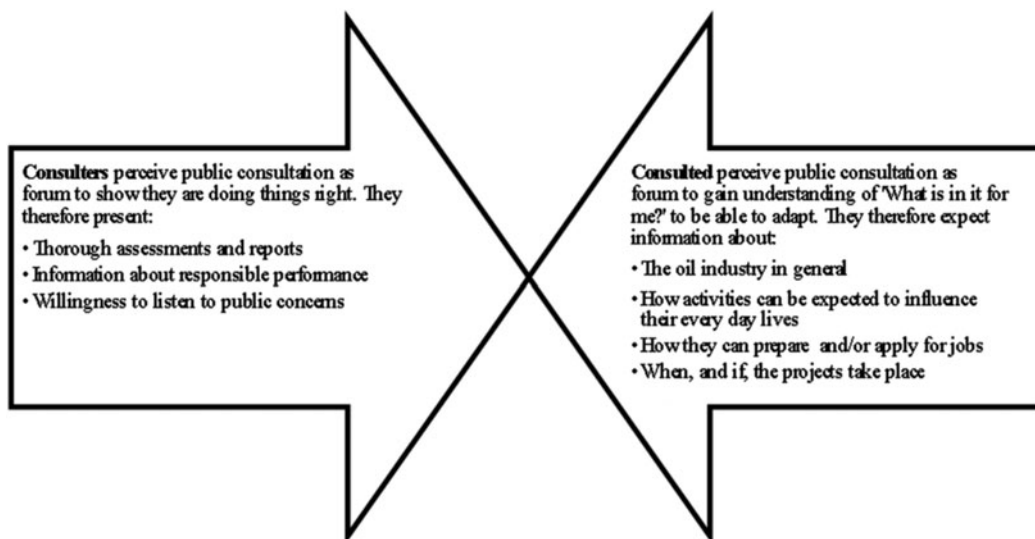 Consulters perceive public consultation as
forum to show they are doing things right. They
therefore present:
• Thorough assessments and reports
• Information about responsible performance
• Willingness to listen to public concerns
Consulted perceive public consultation as
forum to gain understanding of 'What is in it for
me?' to be able to adapt. They therefore expect
information about:
• The oil industry in general
• How activities can be expected to influence
their every day lives
• How they can prepare and/or apply for jobs
• When, and if, the projects take place